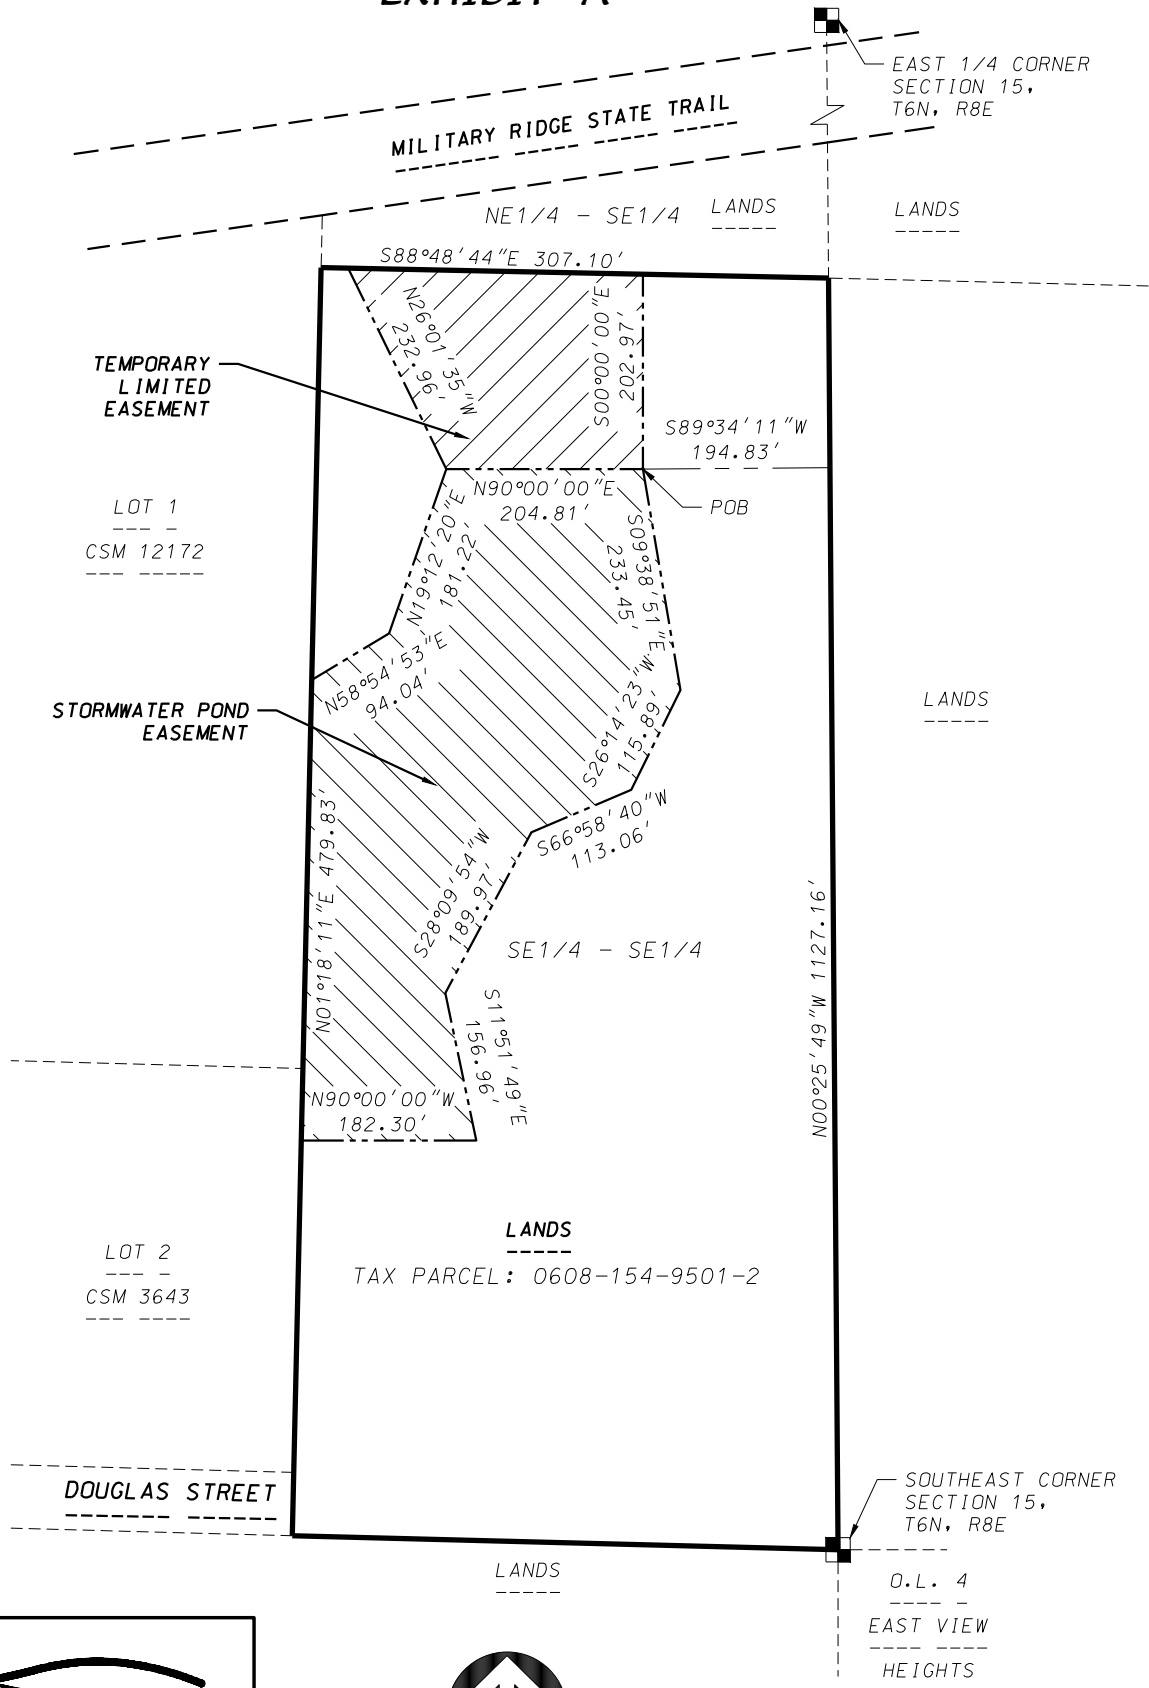 EXHIBIT A
EAST 1/4 CORNER
SECTION 15,
T6N, R8E
MILITARY RIDGE STATE TRAIL
NE1/4 - SE1/4
LANDS
LANDS
S88°48'44"E 307.10'
N26°01'35"W
232.96'
S00°00'00"E
202.97'
TEMPORARY
LIMITED
EASEMENT
S89°34'11"W
194.83'
N90°00'00"E
204.81'
POB
LOT 1
CSM 12172
N19°12'20"E
181.22'
S09°38'51"E
233.45'
N58°54'53"E
94.04'
S26°14'23"W
115.89'
STORMWATER POND
EASEMENT
LANDS
S66°58'40"W
113.06'
N01°18'11"E 479.83'
S28°09'54"W
189.97'
SE1/4 - SE1/4
N00°25'49"W 1127.16'
S11°51'49"E
156.96'
N90°00'00"W
182.30'
LANDS
TAX PARCEL: 0608-154-9501-2
LOT 2
CSM 3643
DOUGLAS STREET
SOUTHEAST CORNER
SECTION 15,
T6N, R8E
LANDS
O.L. 4
EAST VIEW
HEIGHTS